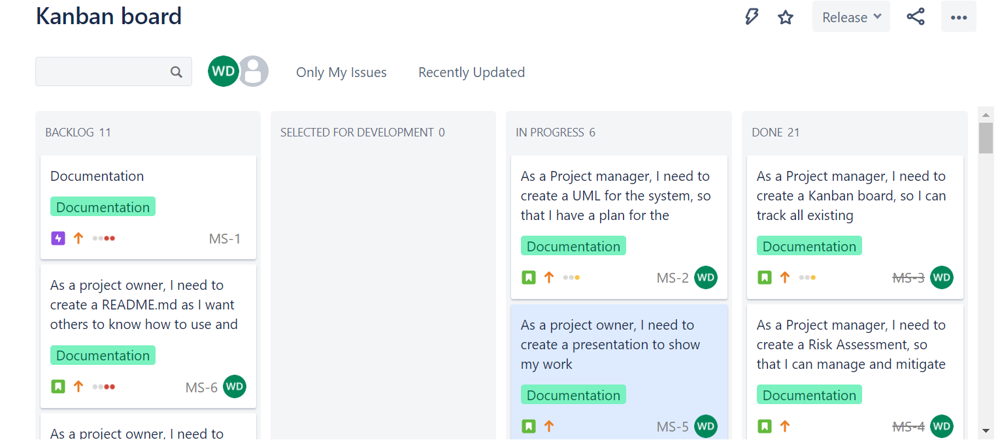 Kanban board
Release
WD
Only My Issues
Recently Updated
BACKLOG 11
Documentation
Documentation
MS-1
As a project owner, I need to
create a README.md as I want
others to know how to use and
Documentation
MS-6 WD
As a project owner, I need to
SELECTED FOR DEVELOPMENT 0
IN PROGRESS 6
As a Project manager, I need to
create a UML for the system, so
that I have a plan for the
Documentation
MS-2 WD
As a project owner, I need to
create a presentation to show
my work
Documentation
MS-5 WD
DONE 21
As a Project manager, I need to
create a Kanban board, so I can
track all existing
Documentation
MS-3 WD
As a Project manager, I need to
create a Risk Assessment, so
that I can manage and mitigate
Documentation
MS-4 WD